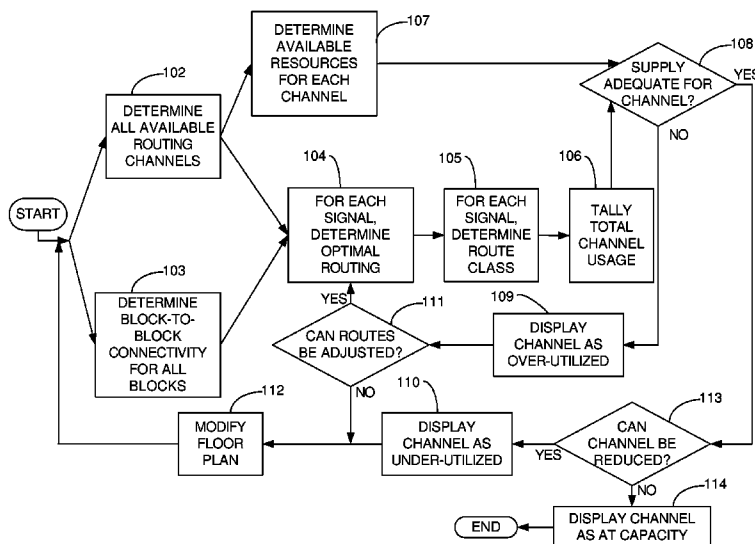 107
DETERMINE
AVAILABLE
RESOURCES
FOR EACH
CHANNEL
108
SUPPLY
ADEQUATE FOR
CHANNEL?
YES
NO
102
DETERMINE
ALL AVAILABLE
ROUTING
CHANNELS
START
104
FOR EACH
SIGNAL,
DETERMINE
OPTIMAL
ROUTING
105
FOR EACH
SIGNAL,
DETERMINE
ROUTE
CLASS
106
TALLY
TOTAL
CHANNEL
USAGE
103
DETERMINE
BLOCK-TO-
BLOCK
CONNECTIVITY
FOR ALL
BLOCKS
YES
111
CAN ROUTES
BE ADJUSTED?
NO
109
DISPLAY
CHANNEL AS
OVER-UTILIZED
112
MODIFY
FLOOR
PLAN
110
DISPLAY
CHANNEL AS
UNDER-UTILIZED
113
CAN
CHANNEL BE
REDUCED?
YES
NO
114
DISPLAY CHANNEL
AS AT CAPACITY
END